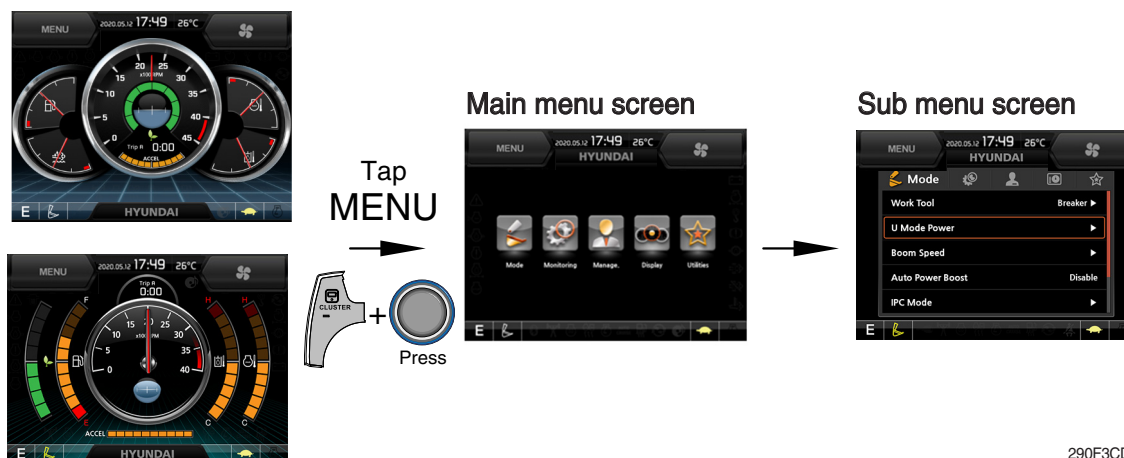 MENU
2020.05.12 17:49 26°C
20 25
x100 RPM
15 30
10 35
5 40
0 45
Trip R 0:00
ACCEL
E
HYUNDAI
MENU
2020.05.12 17:49 26°C
Trip R
0:00
F
H H
15 20 25
x100 RPM
10 30
5 35
0 40
E
C C
ACCEL
E
HYUNDAI
Tap
MENU
CLUSTER
+
Press
Main menu screen
MENU
2020.05.12 17:49 26°C
HYUNDAI
Mode Monitoring Manage. Display Utilities
E
Sub menu screen
MENU
2020.05.12 17:49 26°C
HYUNDAI
Mode
Work Tool Breaker ▶
U Mode Power ▶
Boom Speed ▶
Auto Power Boost Disable
IPC Mode ▶
E
290F3CD